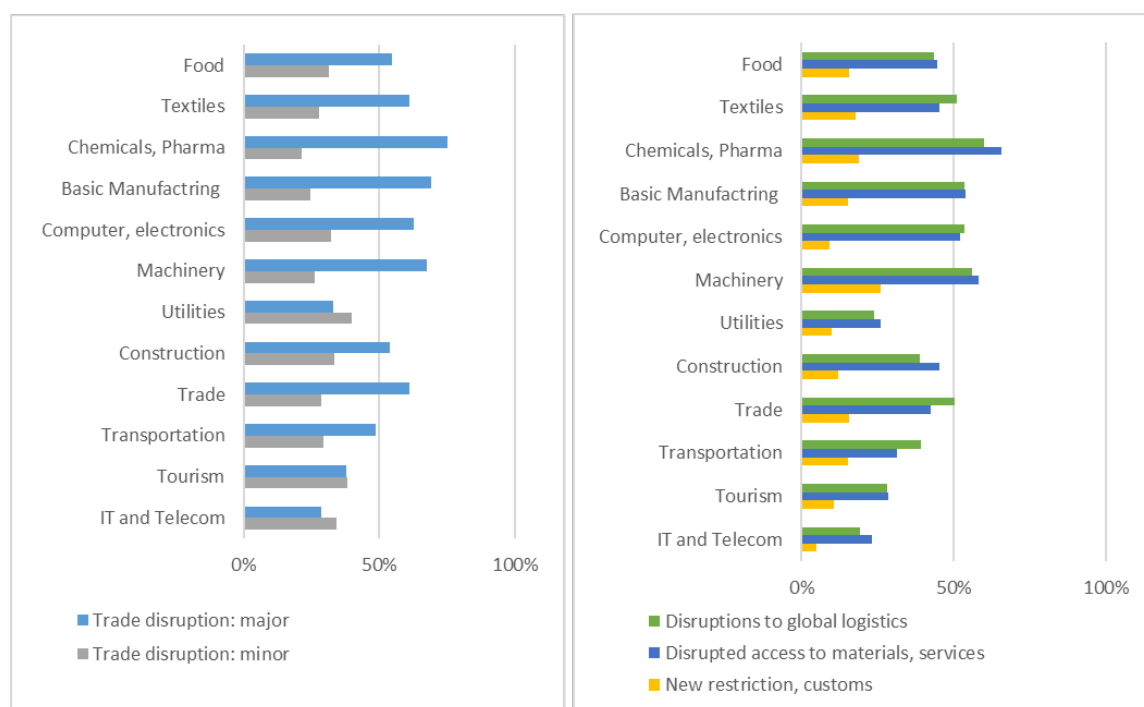 Food
Textiles
Chemicals, Pharma
Basic Manufactring
Computer, electronics
Machinery
Utilities
Construction
Trade
Transportation
Tourism
IT and Telecom
0% 50% 100%
Trade disruption: major
Trade disruption: minor
Food
Textiles
Chemicals, Pharma
Basic Manufactring
Computer, electronics
Machinery
Utilities
Construction
Trade
Transportation
Tourism
IT and Telecom
0% 50% 100%
Disruptions to global logistics
Disrupted access to materials, services
New restriction, customs